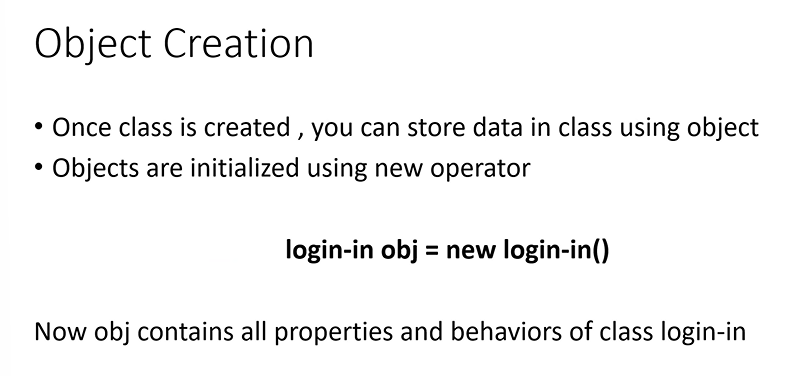 Object Creation
• Once class is created , you can store data in class using object
• Objects are initialized using new operator
login-in obj = new login-in()
Now obj contains all properties and behaviors of class login-in